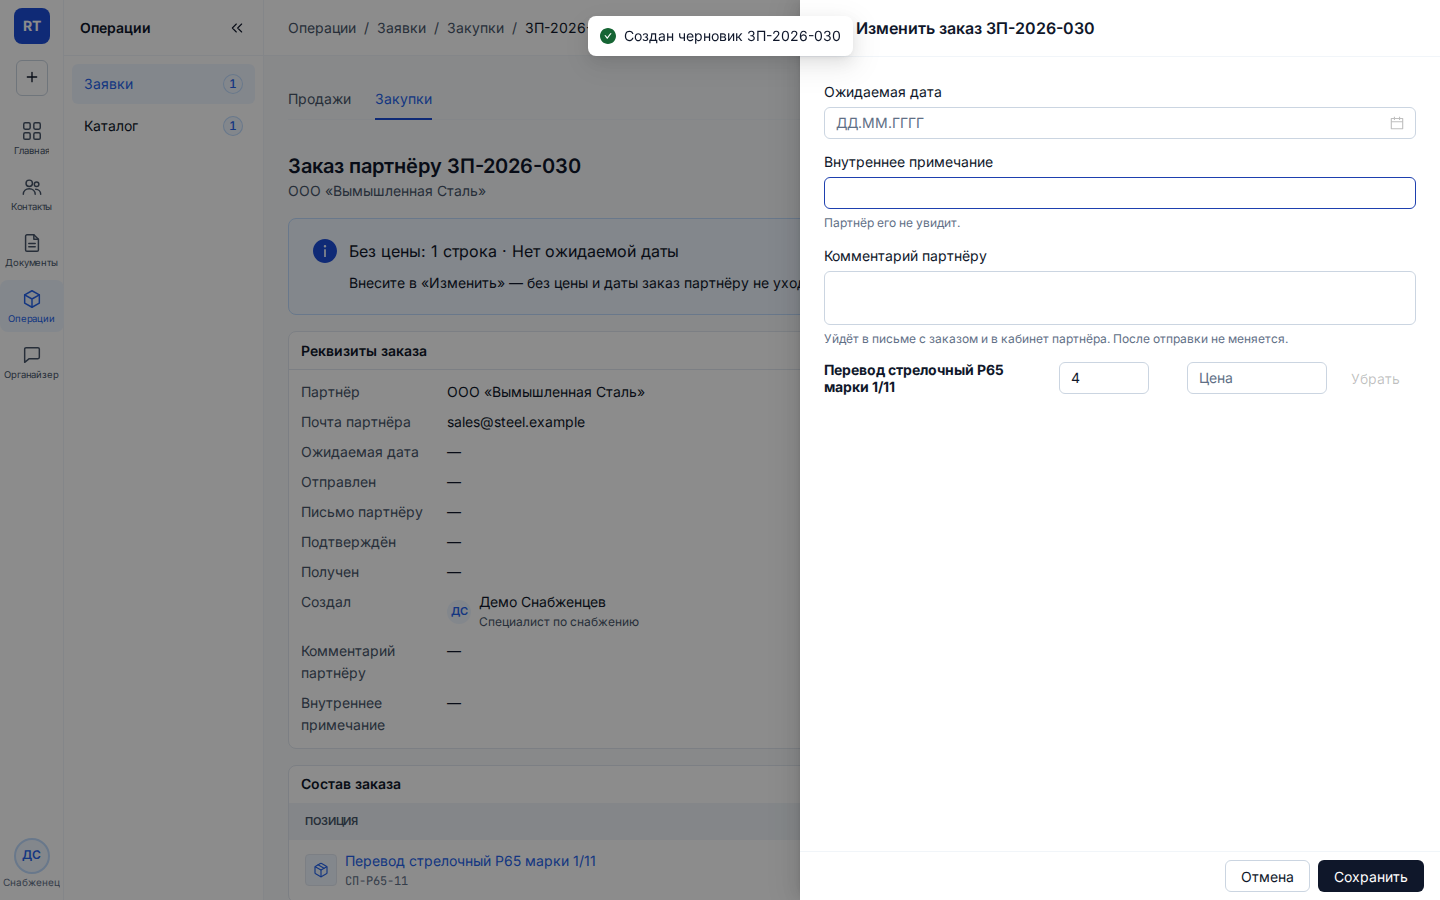 RT
Главная
Контакты
Документы
Операции
Органайзер
ДС
Снабженец
Операции
Заявки 1
Каталог 1
Операции / Заявки / Закупки / ЗП-2026-
Создан черновик ЗП-2026-030
Продажи Закупки
Заказ партнёру ЗП-2026-030
ООО «Вымышленная Сталь»
Без цены: 1 строка · Нет ожидаемой даты
Внесите в «Изменить» — без цены и даты заказ партнёру не уход
Реквизиты заказа
Партнёр ООО «Вымышленная Сталь»
Почта партнёра sales@steel.example
Ожидаемая дата —
Отправлен —
Письмо партнёру —
Подтверждён —
Получен —
Создал ДС Демо Снабженцев
Специалист по снабжению
Комментарий —
партнёру
Внутреннее —
примечание
Состав заказа
ПОЗИЦИЯ
Перевод стрелочный Р65 марки 1/11
СП-Р65-11
Изменить заказ ЗП-2026-030
Ожидаемая дата
ДД.ММ.ГГГГ
Внутреннее примечание
Партнёр его не увидит.
Комментарий партнёру
Уйдёт в письме с заказом и в кабинет партнёра. После отправки не меняется.
Перевод стрелочный Р65 4 Цена Убрать
марки 1/11
Отмена Сохранить